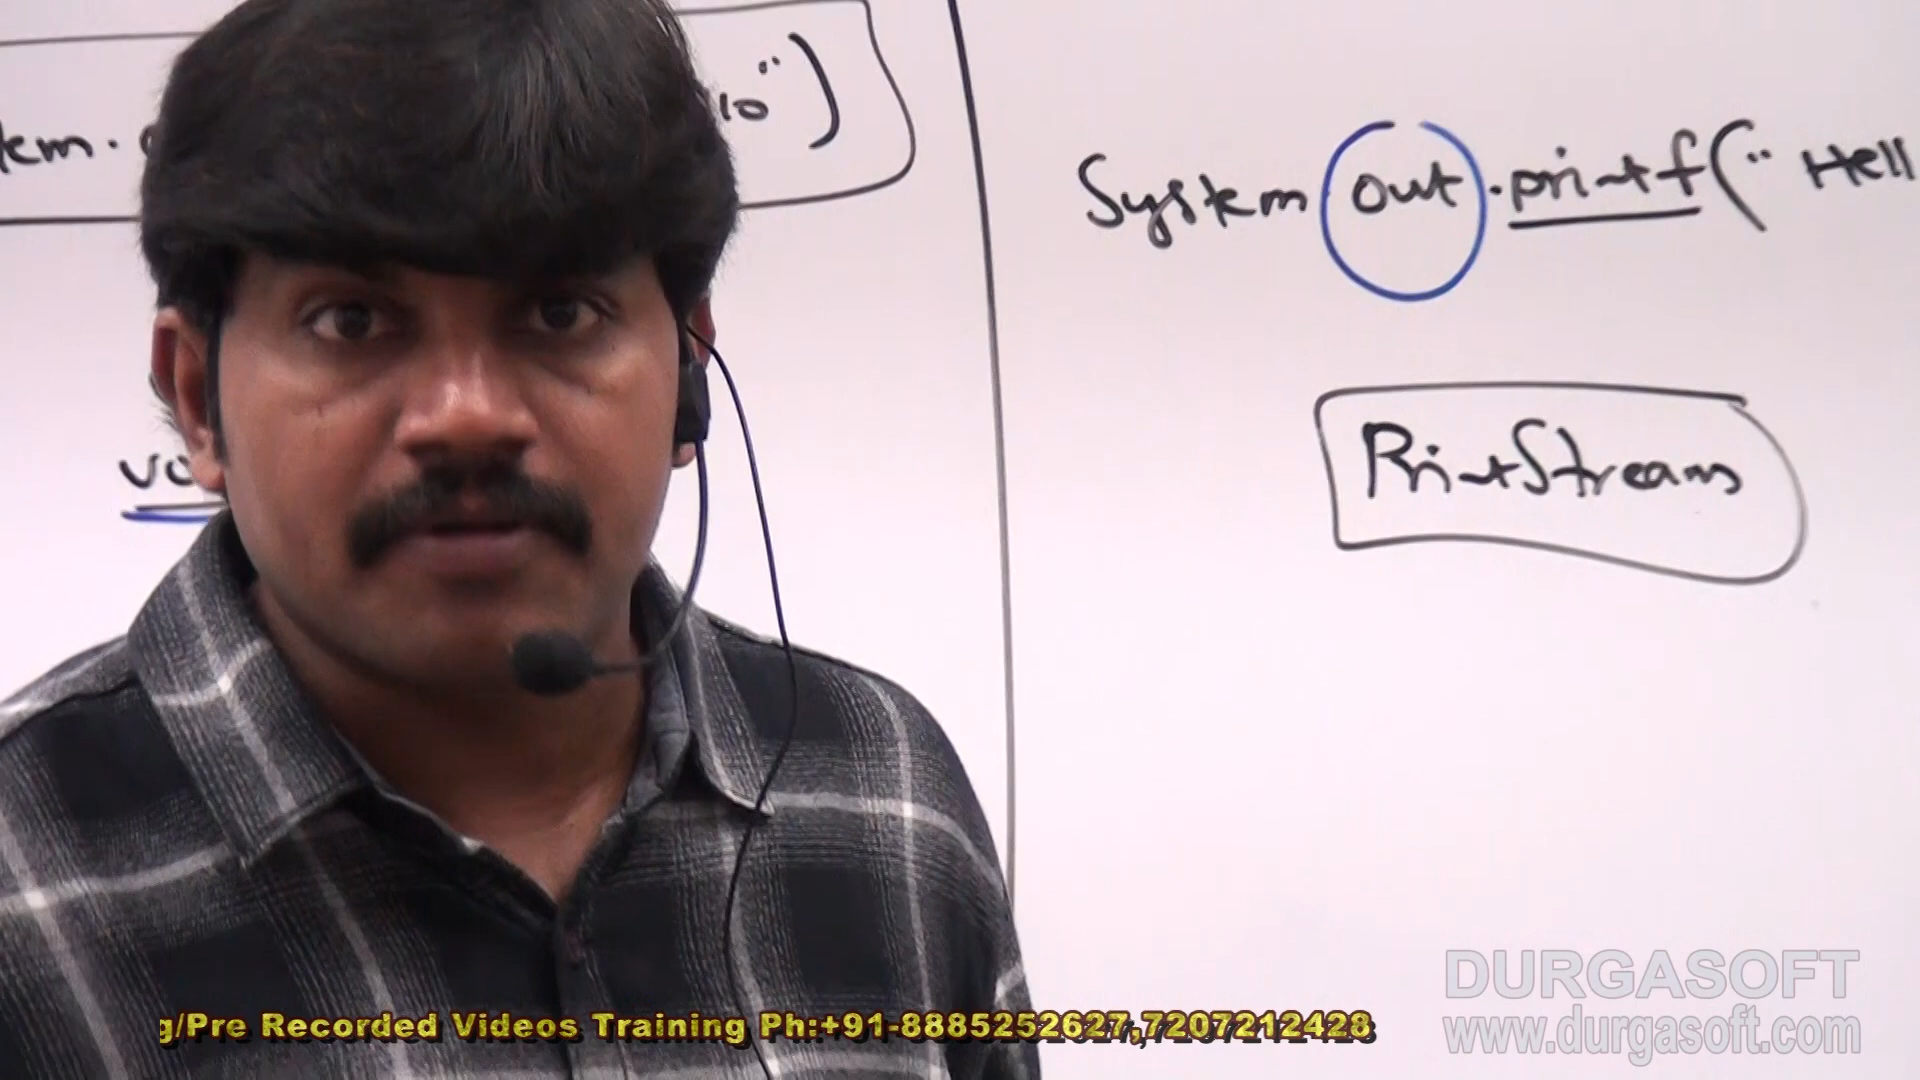 System out.printf("Hell
PrintStream
DURGASOFT
www.durgasoft.com
g/Pre Recorded Videos Training Ph:+91-8885252627,7207212428